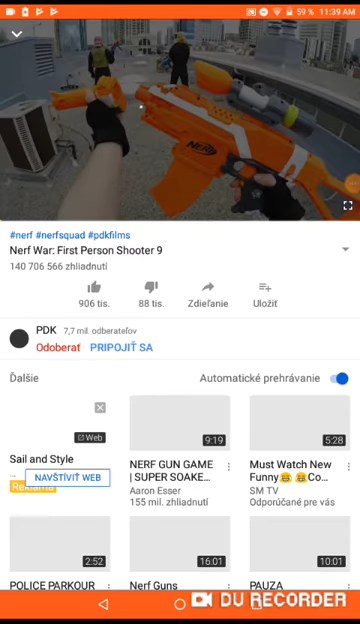 59 % 11:39 AM
NERF
#nerf #nerfsquad #pdkfilms
Nerf War: First Person Shooter 9
140 706 566 zhliadnutí
906 tis.
88 tis.
Zdieľanie
Uložiť
PDK 7,7 mil. odberateľov
Odoberať PRIPOJIŤ SA
Ďalšie
Automatické prehrávanie
Web
Sail and Style
...
Reklama
NAVŠTÍVIŤ WEB
9:19
NERF GUN GAME
| SUPER SOAKE...
Aaron Esser
155 mil. zhliadnutí
5:28
Must Watch New
Funny😂😂Co...
SM TV
Odporúčané pre vás
2:52
POLICE PARKOUR
16:01
Nerf Guns
10:01
PAUZA
DU RECORDER